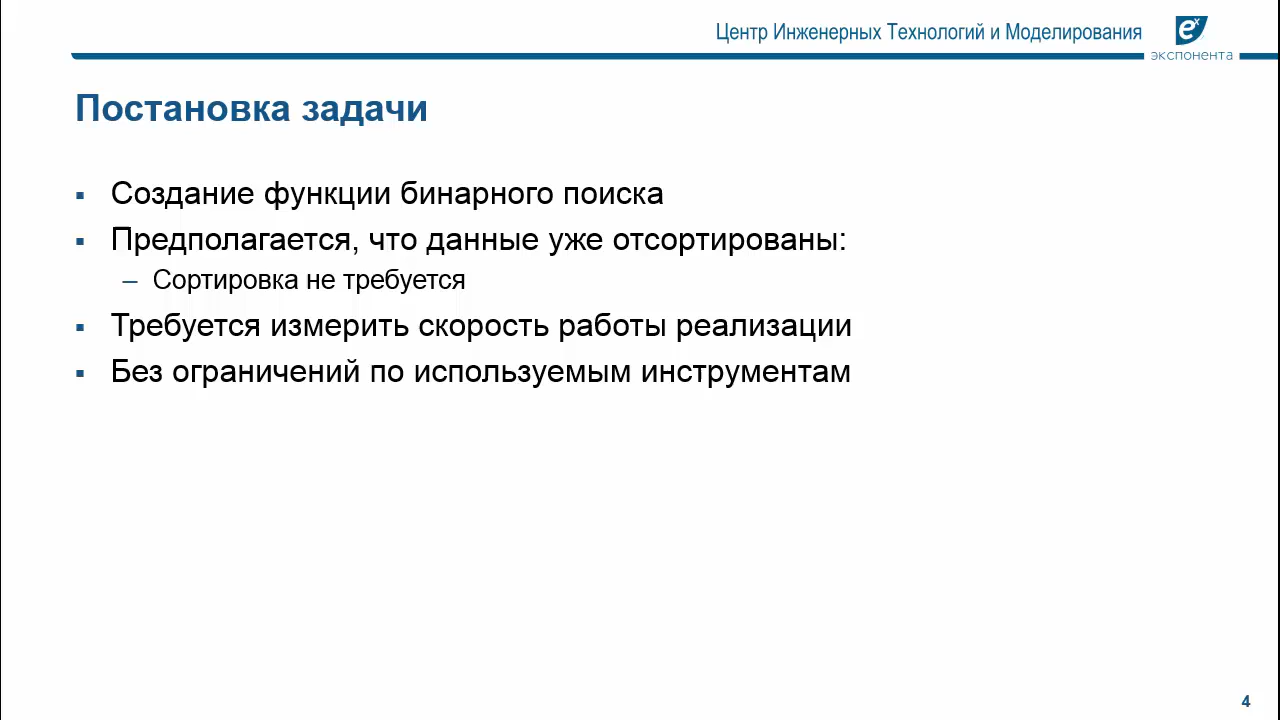 Центр Инженерных Технологий и Моделирования
ex
экспонента
Постановка задачи
▪ Создание функции бинарного поиска
▪ Предполагается, что данные уже отсортированы:
– Сортировка не требуется
▪ Требуется измерить скорость работы реализации
▪ Без ограничений по используемым инструментам
4